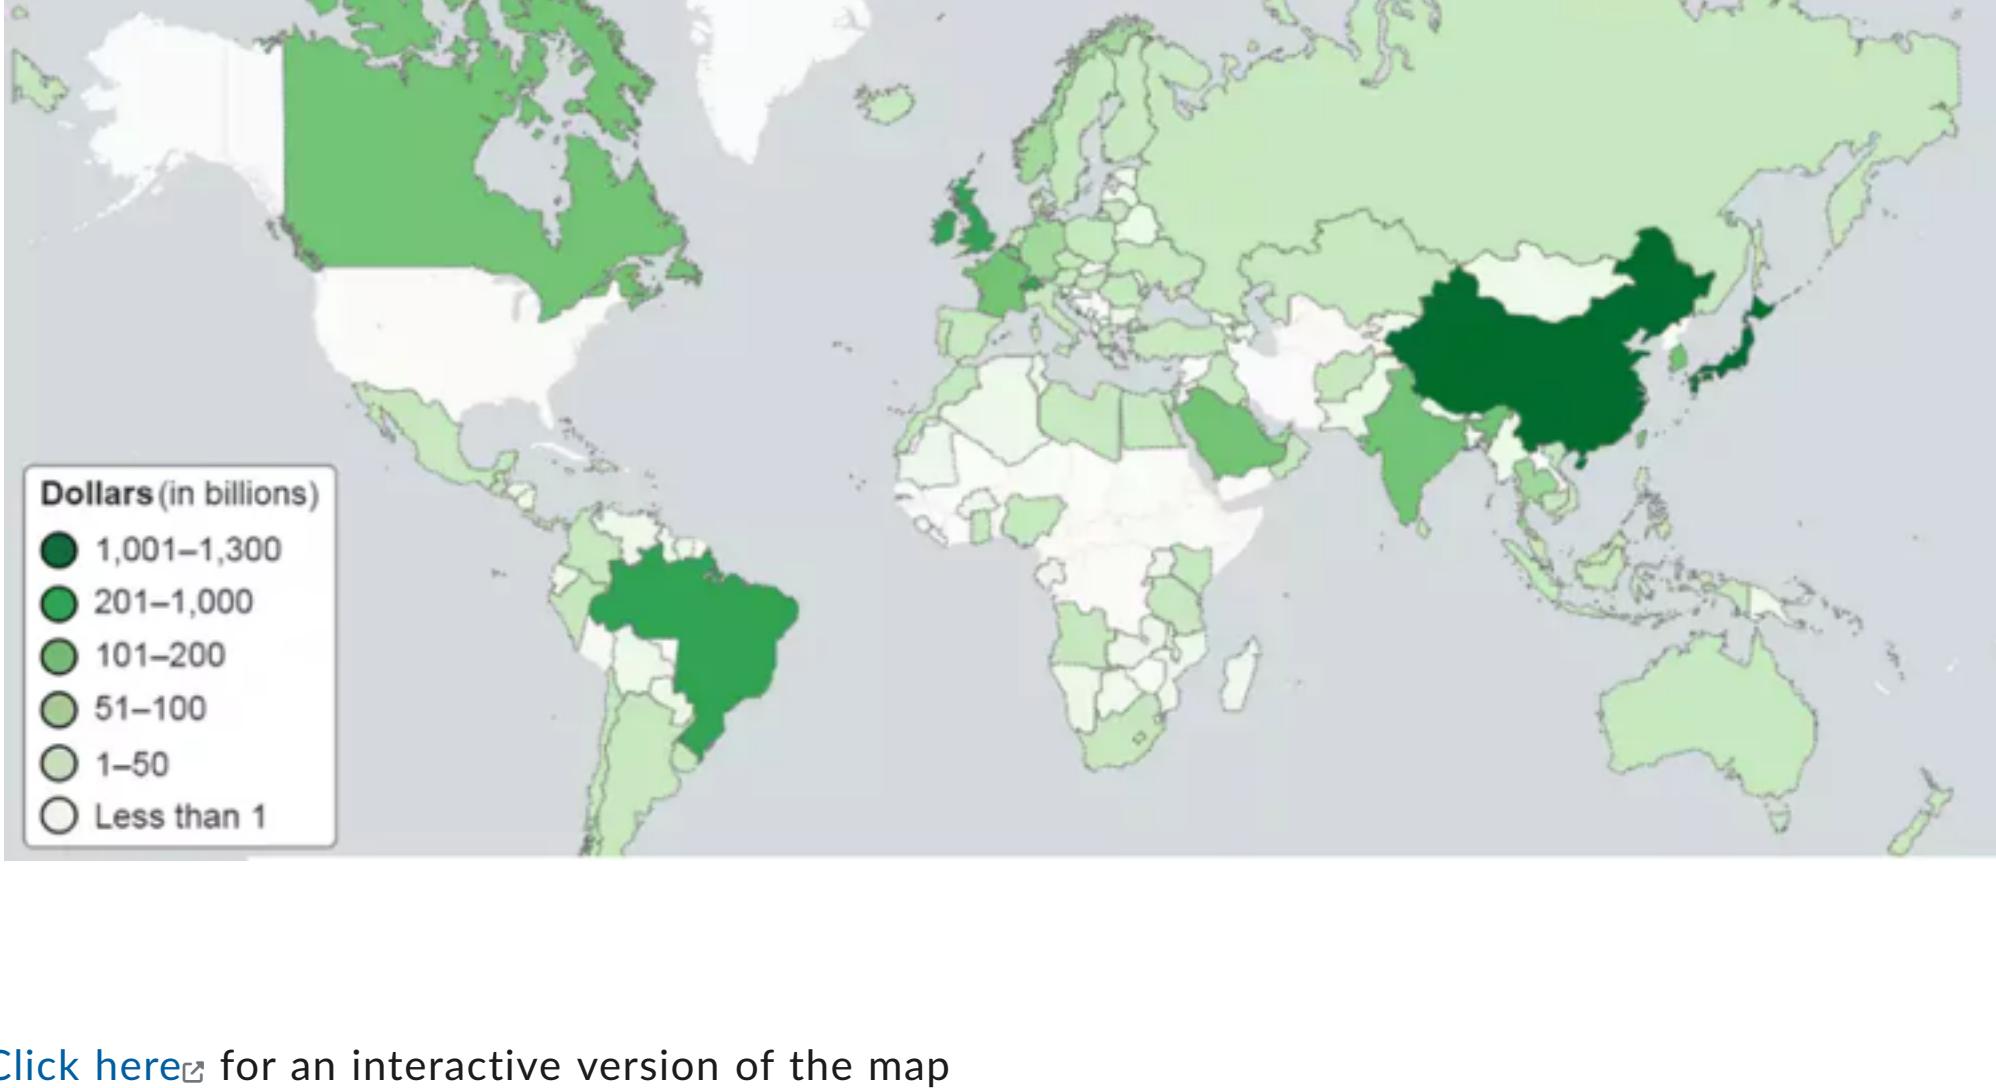 Dollars (in billions)
1,001–1,300
201–1,000
101–200
51–100
1–50
Less than 1
Click here for an interactive version of the map